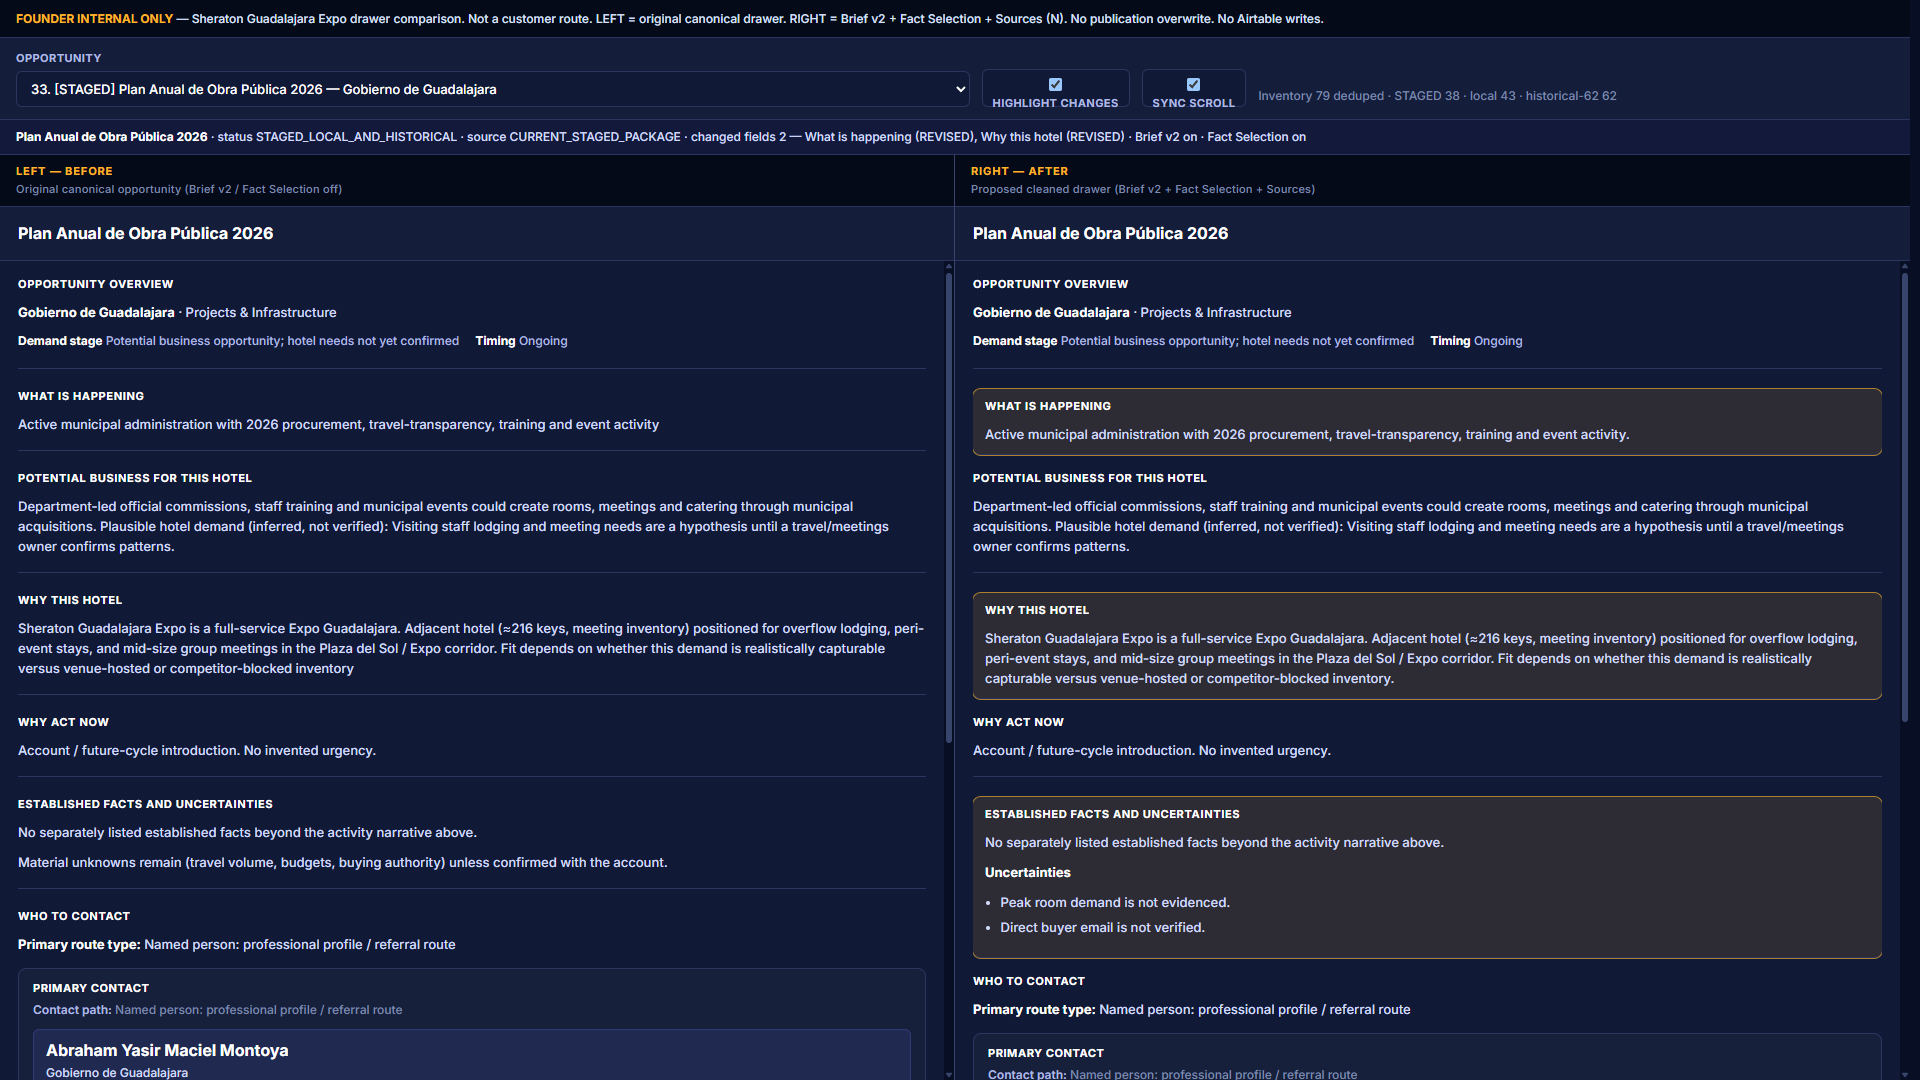 FOUNDER INTERNAL ONLY — Sheraton Guadalajara Expo drawer comparison. Not a customer route. LEFT = original canonical drawer. RIGHT = Brief v2 + Fact Selection + Sources (N). No publication overwrite. No Airtable writes.
OPPORTUNITY
33. [STAGED] Plan Anual de Obra Pública 2026 — Gobierno de Guadalajara
HIGHLIGHT CHANGES
SYNC SCROLL
Inventory 79 deduped · STAGED 38 · local 43 · historical-62 62
Plan Anual de Obra Pública 2026 · status STAGED_LOCAL_AND_HISTORICAL · source CURRENT_STAGED_PACKAGE · changed fields 2 — What is happening (REVISED), Why this hotel (REVISED) · Brief v2 on · Fact Selection on
LEFT — BEFORE
Original canonical opportunity (Brief v2 / Fact Selection off)
Plan Anual de Obra Pública 2026
OPPORTUNITY OVERVIEW
Gobierno de Guadalajara · Projects & Infrastructure
Demand stage Potential business opportunity; hotel needs not yet confirmed Timing Ongoing
WHAT IS HAPPENING
Active municipal administration with 2026 procurement, travel-transparency, training and event activity
POTENTIAL BUSINESS FOR THIS HOTEL
Department-led official commissions, staff training and municipal events could create rooms, meetings and catering through municipal
acquisitions. Plausible hotel demand (inferred, not verified): Visiting staff lodging and meeting needs are a hypothesis until a travel/meetings
owner confirms patterns.
WHY THIS HOTEL
Sheraton Guadalajara Expo is a full-service Expo Guadalajara. Adjacent hotel (≈216 keys, meeting inventory) positioned for overflow lodging, peri-
event stays, and mid-size group meetings in the Plaza del Sol / Expo corridor. Fit depends on whether this demand is realistically capturable
versus venue-hosted or competitor-blocked inventory
WHY ACT NOW
Account / future-cycle introduction. No invented urgency.
ESTABLISHED FACTS AND UNCERTAINTIES
No separately listed established facts beyond the activity narrative above.
Material unknowns remain (travel volume, budgets, buying authority) unless confirmed with the account.
WHO TO CONTACT
Primary route type: Named person: professional profile / referral route
PRIMARY CONTACT
Contact path: Named person: professional profile / referral route
Abraham Yasir Maciel Montoya
Gobierno de Guadalajara
RIGHT — AFTER
Proposed cleaned drawer (Brief v2 + Fact Selection + Sources)
Plan Anual de Obra Pública 2026
OPPORTUNITY OVERVIEW
Gobierno de Guadalajara · Projects & Infrastructure
Demand stage Potential business opportunity; hotel needs not yet confirmed Timing Ongoing
WHAT IS HAPPENING
Active municipal administration with 2026 procurement, travel-transparency, training and event activity.
POTENTIAL BUSINESS FOR THIS HOTEL
Department-led official commissions, staff training and municipal events could create rooms, meetings and catering through municipal
acquisitions. Plausible hotel demand (inferred, not verified): Visiting staff lodging and meeting needs are a hypothesis until a travel/meetings
owner confirms patterns.
WHY THIS HOTEL
Sheraton Guadalajara Expo is a full-service Expo Guadalajara. Adjacent hotel (≈216 keys, meeting inventory) positioned for overflow lodging,
peri-event stays, and mid-size group meetings in the Plaza del Sol / Expo corridor. Fit depends on whether this demand is realistically
capturable versus venue-hosted or competitor-blocked inventory.
WHY ACT NOW
Account / future-cycle introduction. No invented urgency.
ESTABLISHED FACTS AND UNCERTAINTIES
No separately listed established facts beyond the activity narrative above.
Uncertainties
• Peak room demand is not evidenced.
• Direct buyer email is not verified.
WHO TO CONTACT
Primary route type: Named person: professional profile / referral route
PRIMARY CONTACT
Contact path: Named person: professional profile / referral route